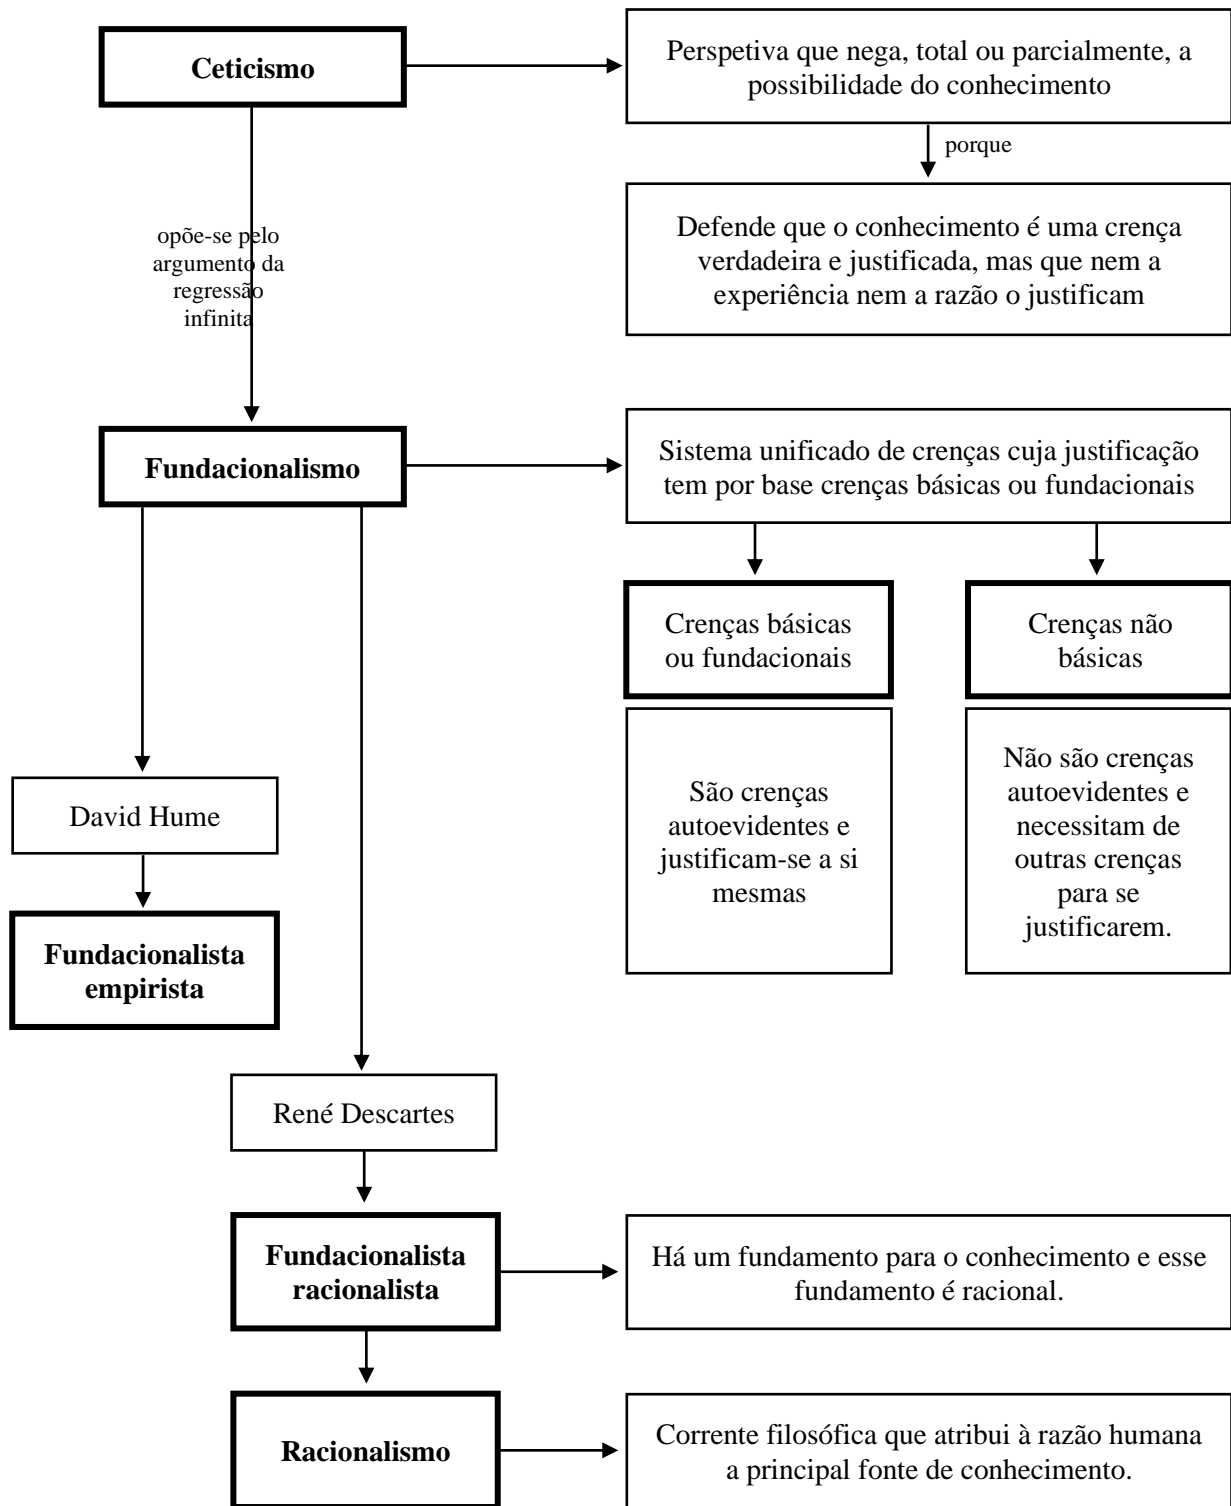 Ceticismo
Perspetiva que nega, total ou parcialmente, a
possibilidade do conhecimento
porque
Defende que o conhecimento é uma crença
verdadeira e justificada, mas que nem a
experiência nem a razão o justificam
opõe-se pelo
argumento da
regressão
infinita
Fundacionalismo
Sistema unificado de crenças cuja justificação
tem por base crenças básicas ou fundacionais
Crenças básicas
ou fundacionais
Crenças não
básicas
São crenças
autoevidentes e
justificam-se a si
mesmas
Não são crenças
autoevidentes e
necessitam de
outras crenças
para se
justificarem.
David Hume
Fundacionalista
empirista
René Descartes
Fundacionalista
racionalista
Há um fundamento para o conhecimento e esse
fundamento é racional.
Racionalismo
Corrente filosófica que atribui à razão humana
a principal fonte de conhecimento.